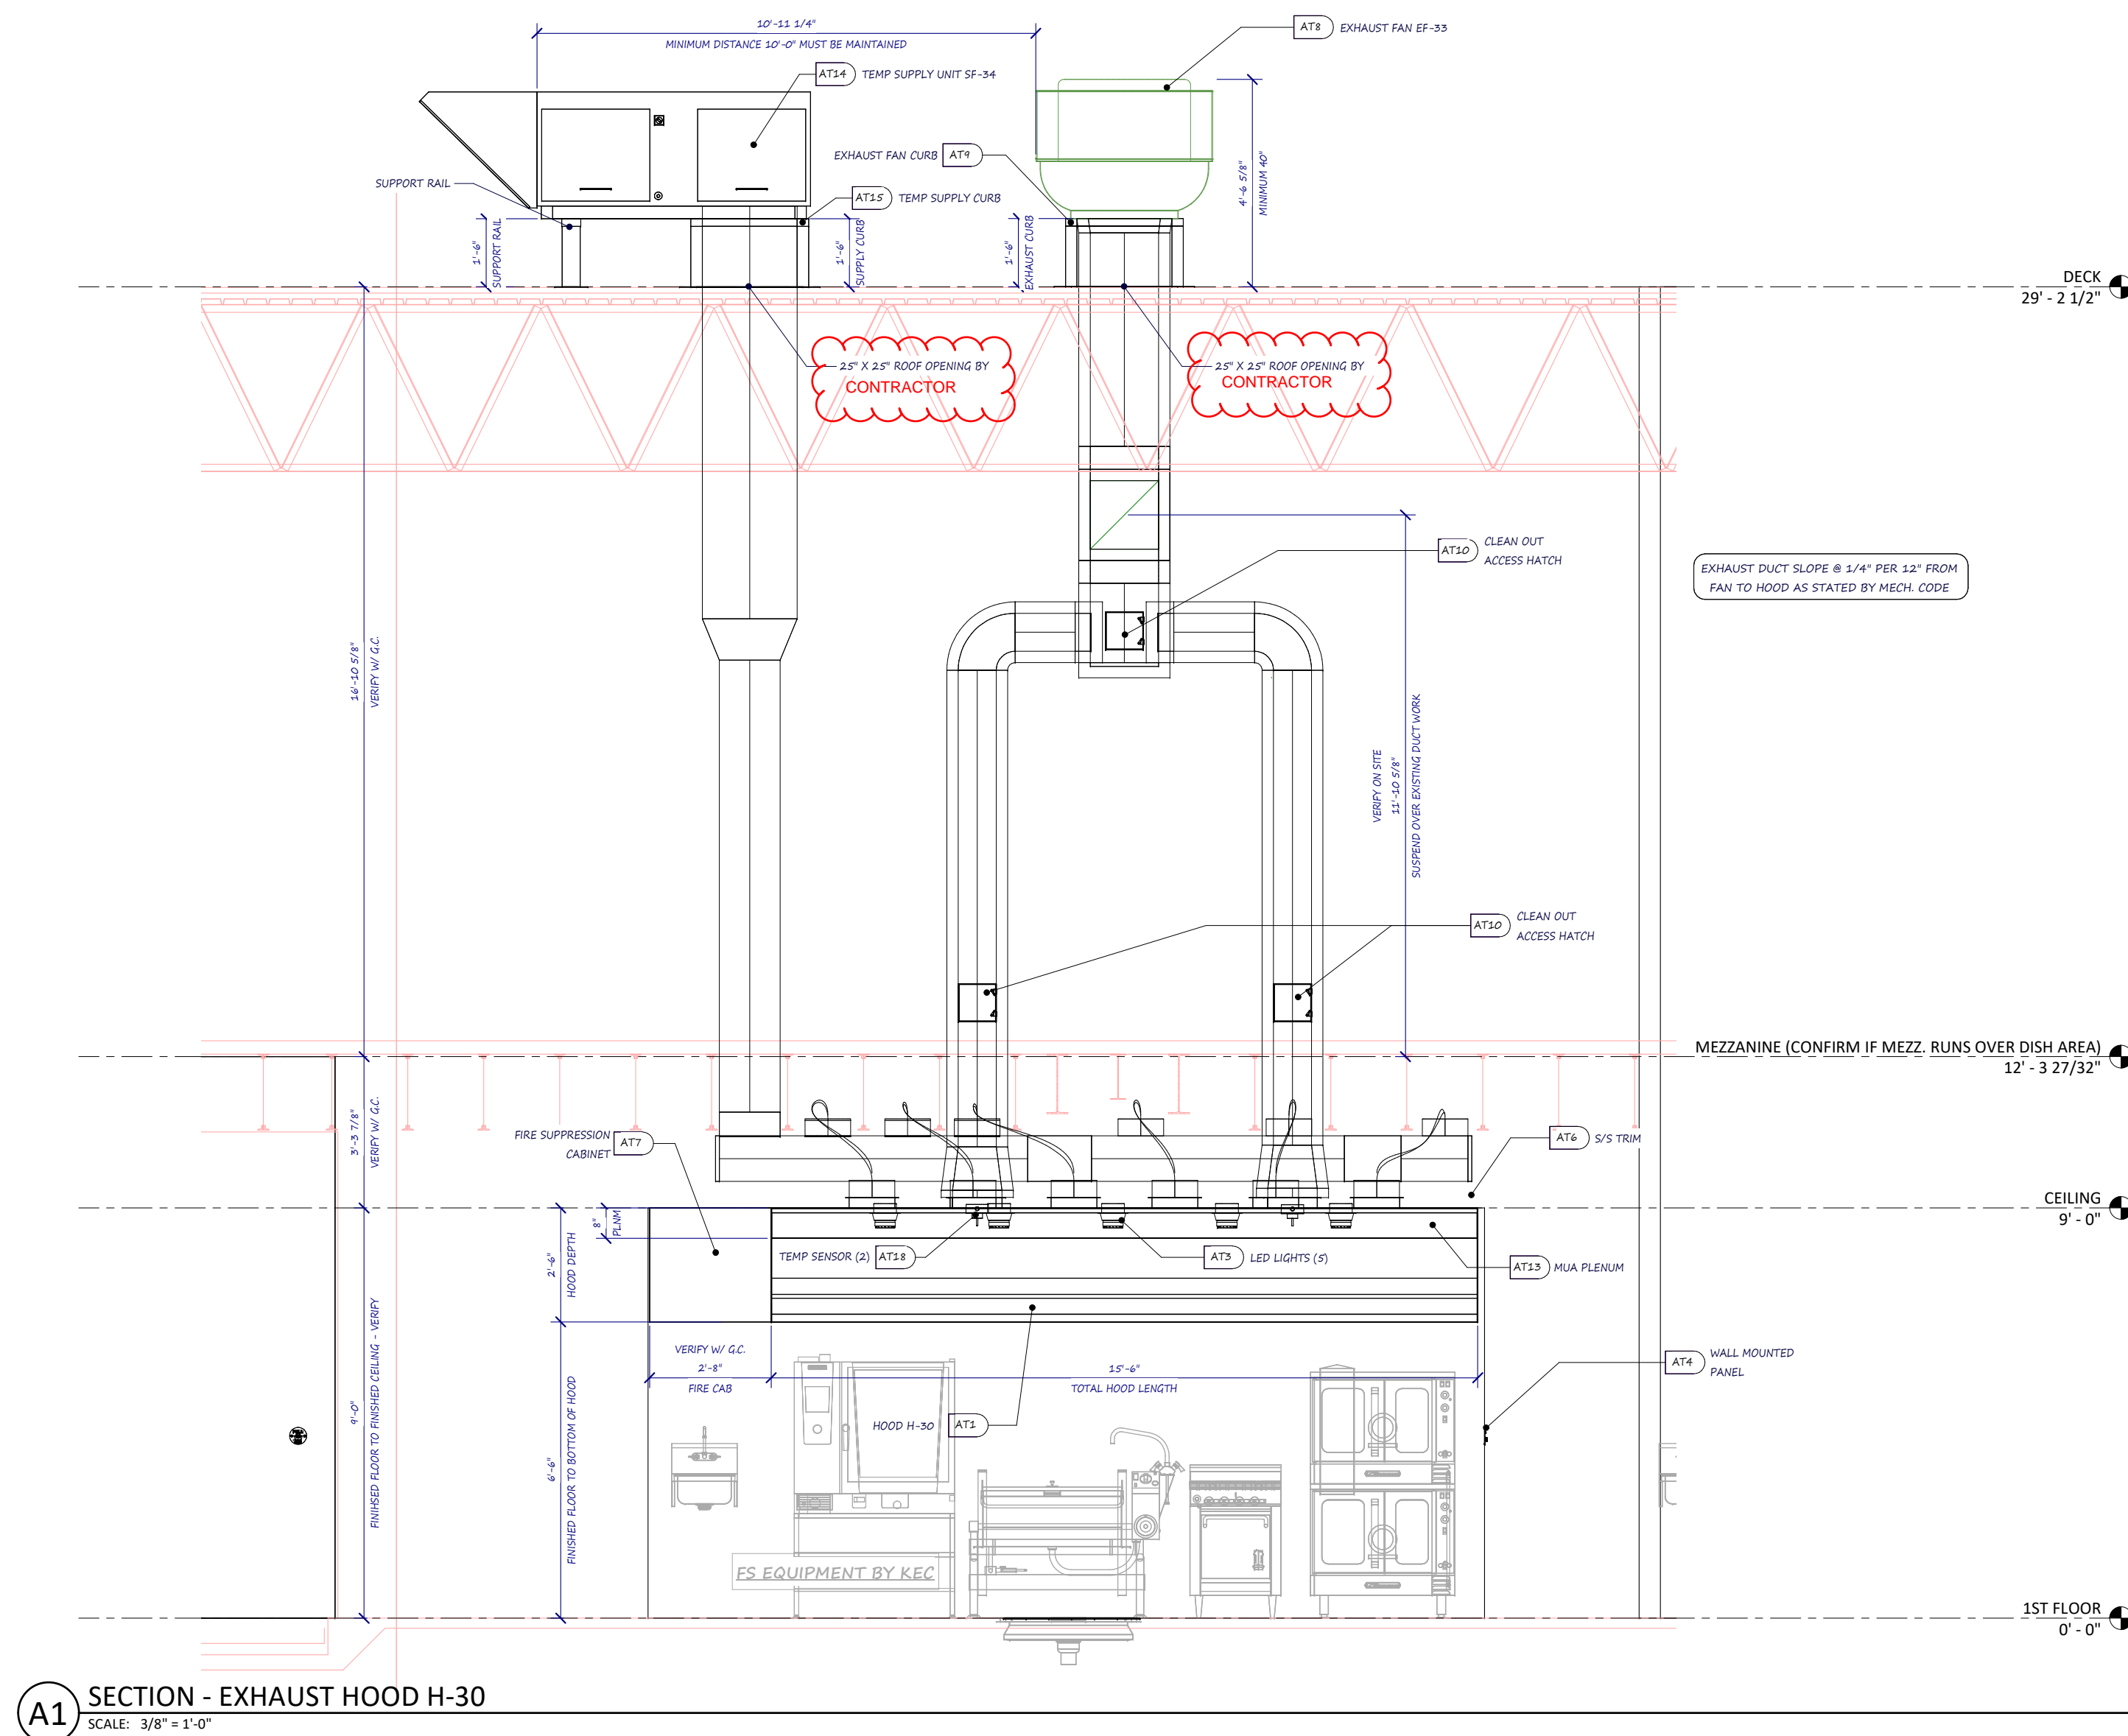 10'-11 1/4"
MINIMUM DISTANCE 10'-0" MUST BE MAINTAINED
AT8 EXHAUST FAN EF-33
AT14 TEMP SUPPLY UNIT SF-34
EXHAUST FAN CURB AT9
SUPPORT RAIL
AT15 TEMP SUPPLY CURB
4'-6 5/8"
MINIMUM 40"
1'-6"
SUPPORT RAIL
1'-6"
SUPPLY CURB
1'-6"
EXHAUST CURB
DECK
29' - 2 1/2"
25" X 25" ROOF OPENING BY
CONTRACTOR
25" X 25" ROOF OPENING BY
CONTRACTOR
AT10 CLEAN OUT
ACCESS HATCH
EXHAUST DUCT SLOPE @ 1/4" PER 12" FROM
FAN TO HOOD AS STATED BY MECH. CODE
16'-10 5/8"
VERIFY W/ G.C.
VERIFY ON SITE
11'-10 5/8"
SUSPEND OVER EXISTING DUCT WORK
AT10 CLEAN OUT
ACCESS HATCH
MEZZANINE (CONFIRM IF MEZZ. RUNS OVER DISH AREA)
12' - 3 27/32"
3'-3 7/8"
VERIFY W/ G.C.
FIRE SUPPRESSION
CABINET
AT7
AT6 S/S TRIM
CEILING
9' - 0"
8"
PLNM
2'-6"
HOOD DEPTH
TEMP SENSOR (2) AT18
AT3 LED LIGHTS (5)
AT13 MUA PLENUM
VERIFY W/ G.C.
2'-8"
FIRE CAB
15'-6"
TOTAL HOOD LENGTH
AT4 WALL MOUNTED
PANEL
HOOD H-30 AT1
9'-0"
FINIHSED FLOOR TO FINISHED CEILING - VERIFY
6'-6"
FINISHED FLOOR TO BOTTOM OF HOOD
FS EQUIPMENT BY KEC
1ST FLOOR
0' - 0"
A1
SECTION - EXHAUST HOOD H-30
SCALE: 3/8" = 1'-0"